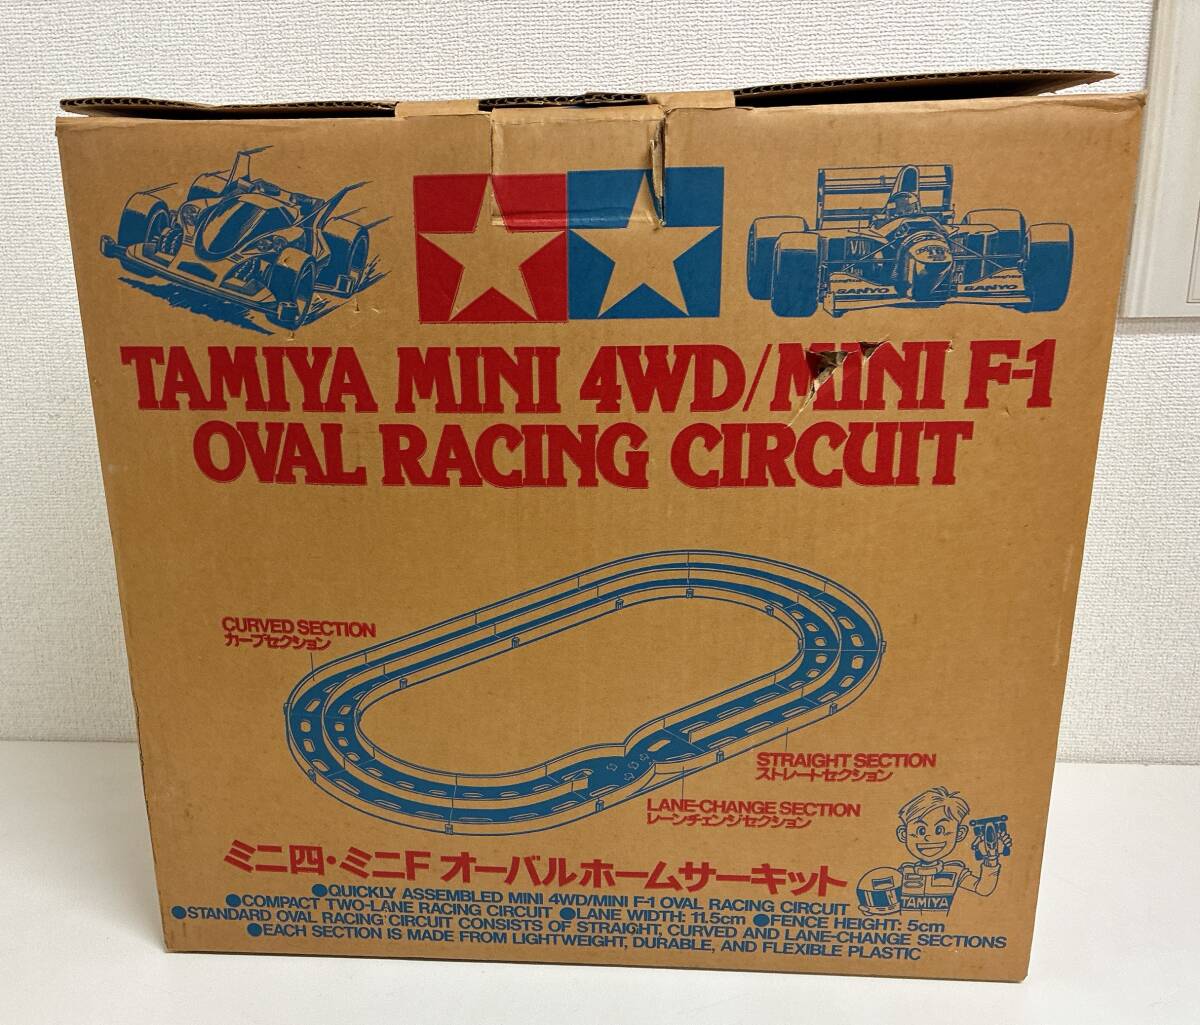 VIVI
SANYO SANYO
TAMIYA MINI 4WD/MINI F-1
OVAL RACING CIRCUIT
CURVED SECTION
カーブセクション
STRAIGHT SECTION
ストレートセクション
LANE-CHANGE SECTION
レーンチェンジセクション
TAMIYA
ミニ四・ミニF オーバルホームサーキット
●QUICKLY ASSEMBLED MINI 4WD/MINI F-1 OVAL RACING CIRCUIT
●COMPACT TWO-LANE RACING CIRCUIT ●LANE WIDTH: 11.5cm ●FENCE HEIGHT: 5cm
●STANDARD OVAL RACING CIRCUIT CONSISTS OF STRAIGHT, CURVED AND LANE-CHANGE SECTIONS
●EACH SECTION IS MADE FROM LIGHTWEIGHT, DURABLE, AND FLEXIBLE PLASTIC